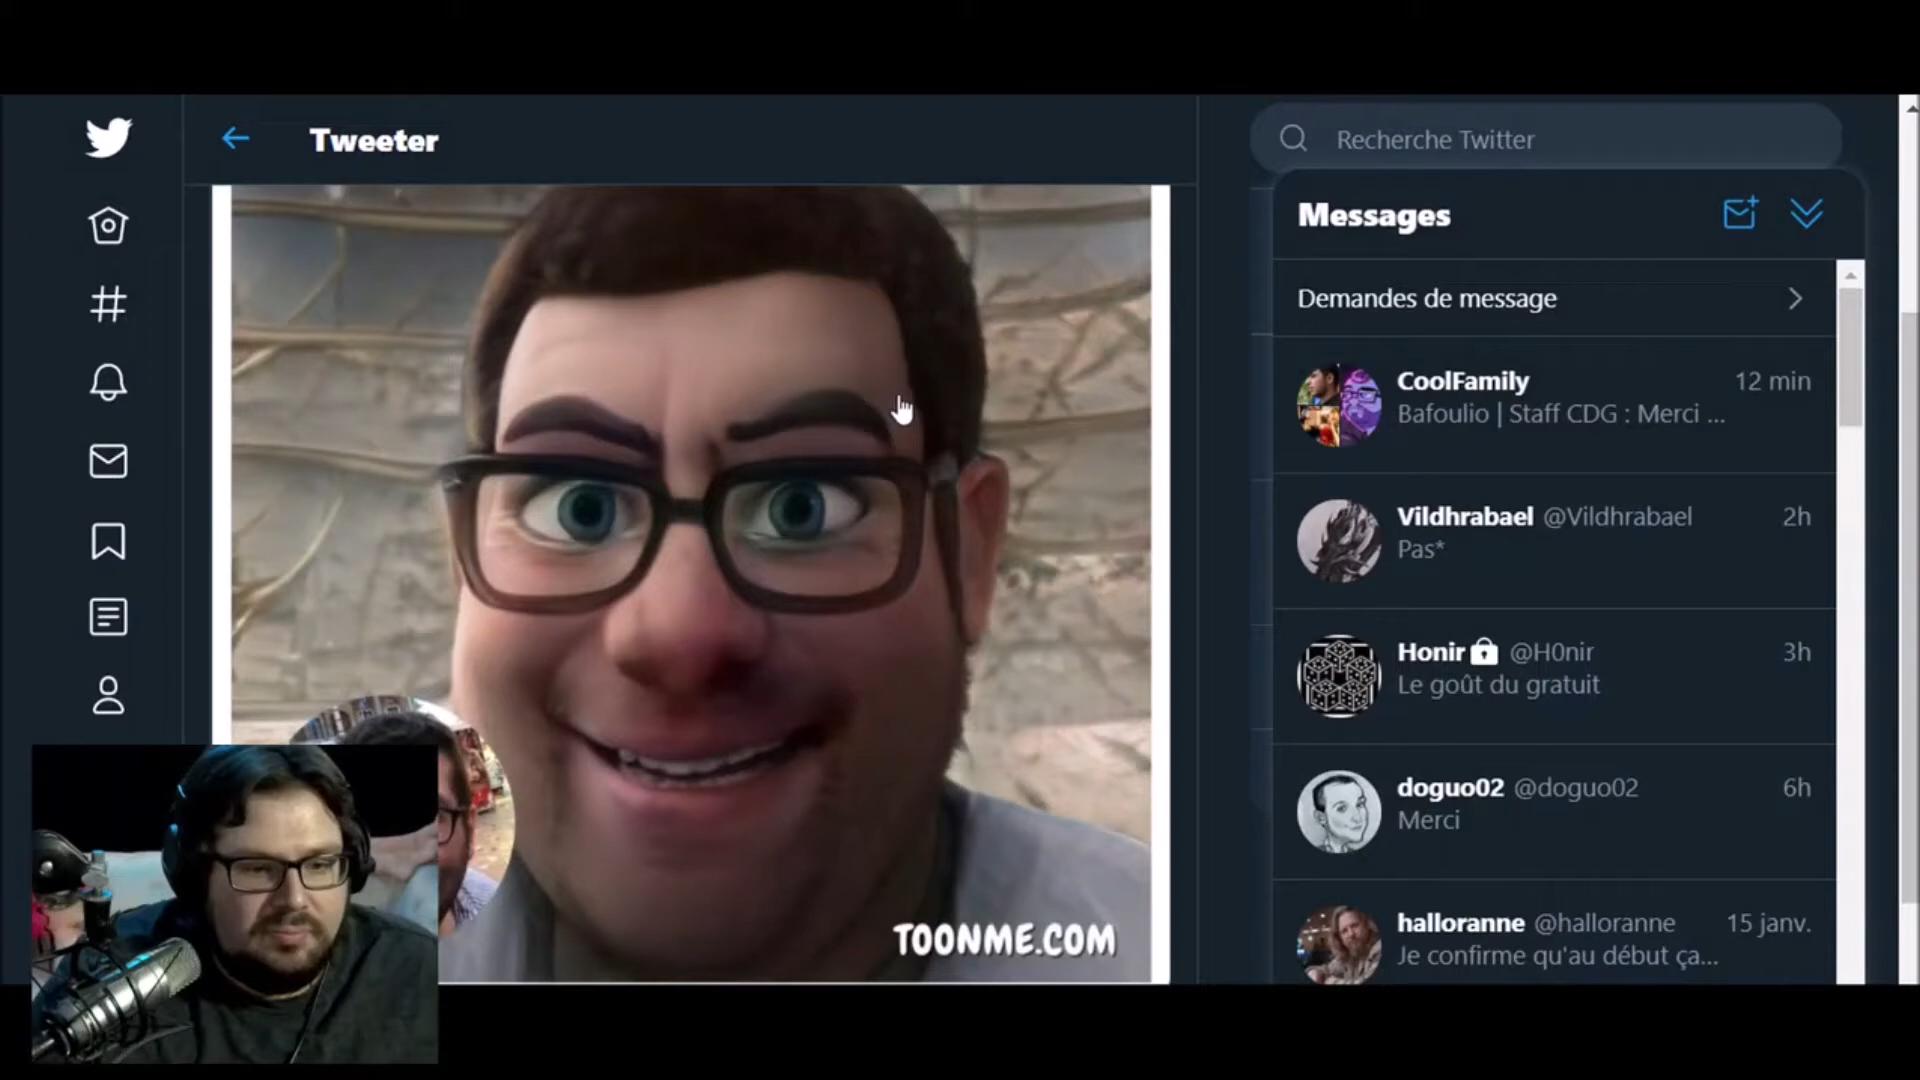 Tweeter
Recherche Twitter
Messages
Demandes de message
CoolFamily 12 min
Bafoulio | Staff CDG : Merci ...
Vildhrabael @Vildhrabael 2h
Pas*
Honir @H0nir 3h
Le goût du gratuit
doguo02 @doguo02 6h
Merci
halloranne @halloranne 15 janv.
Je confirme qu'au début ça...
TOONME.COM